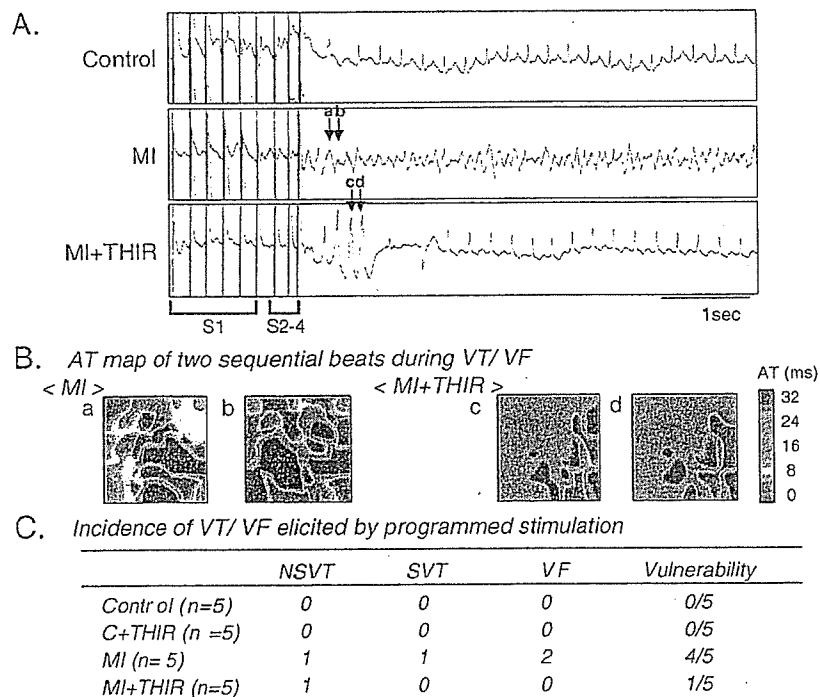 A.
Control
MI
ab
cd
MI+THIR
S1 S2-4
1sec
B. AT map of two sequential beats during VT/ VF
< MI > < MI+THIR >
a b c d
AT (ms)
32
24
16
8
0
C. Incidence of VT/ VF elicited by programmed stimulation
NSVT SVT VF Vulnerability
Control (n=5) 0 0 0 0/5
C+THIR (n =5) 0 0 0 0/5
MI (n= 5) 1 1 2 4/5
MI+THIR (n=5) 1 0 0 1/5